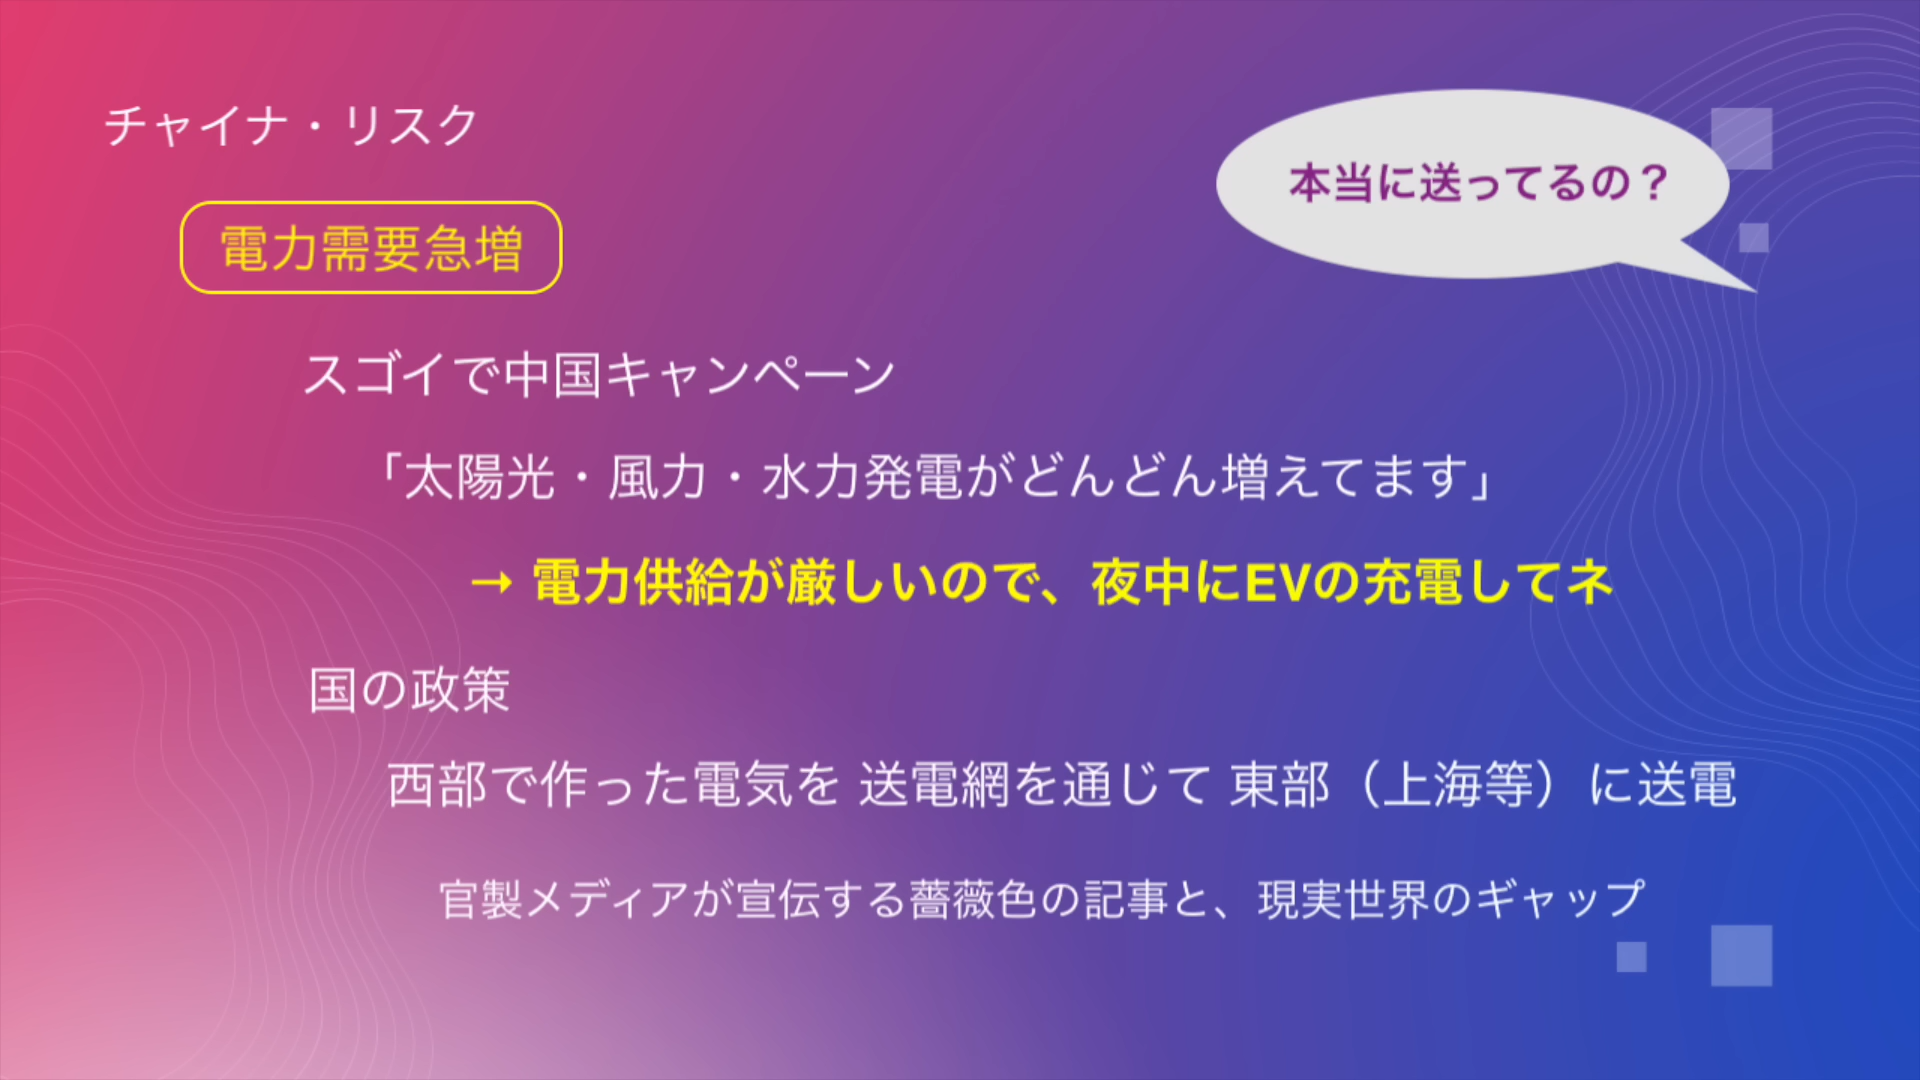 チャイナ・リスク
本当に送ってるの？
電力需要急増
スゴイで中国キャンペーン
「太陽光・風力・水力発電がどんどん増えてます」
→ 電力供給が厳しいので、夜中にEVの充電してネ
国の政策
西部で作った電気を 送電網を通じて 東部（上海等）に送電
官製メディアが宣伝する薔薇色の記事と、現実世界のギャップ